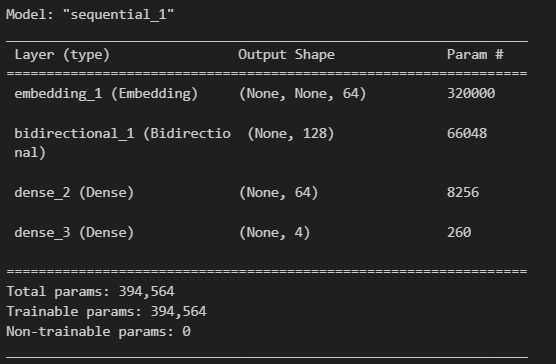 Model: "sequential_1"
Layer (type) Output Shape Param #
embedding_1 (Embedding) (None, None, 64) 320000
bidirectional_1 (Bidirectio (None, 128) 66048
nal)
dense_2 (Dense) (None, 64) 8256
dense_3 (Dense) (None, 4) 260
Total params: 394,564
Trainable params: 394,564
Non-trainable params: 0